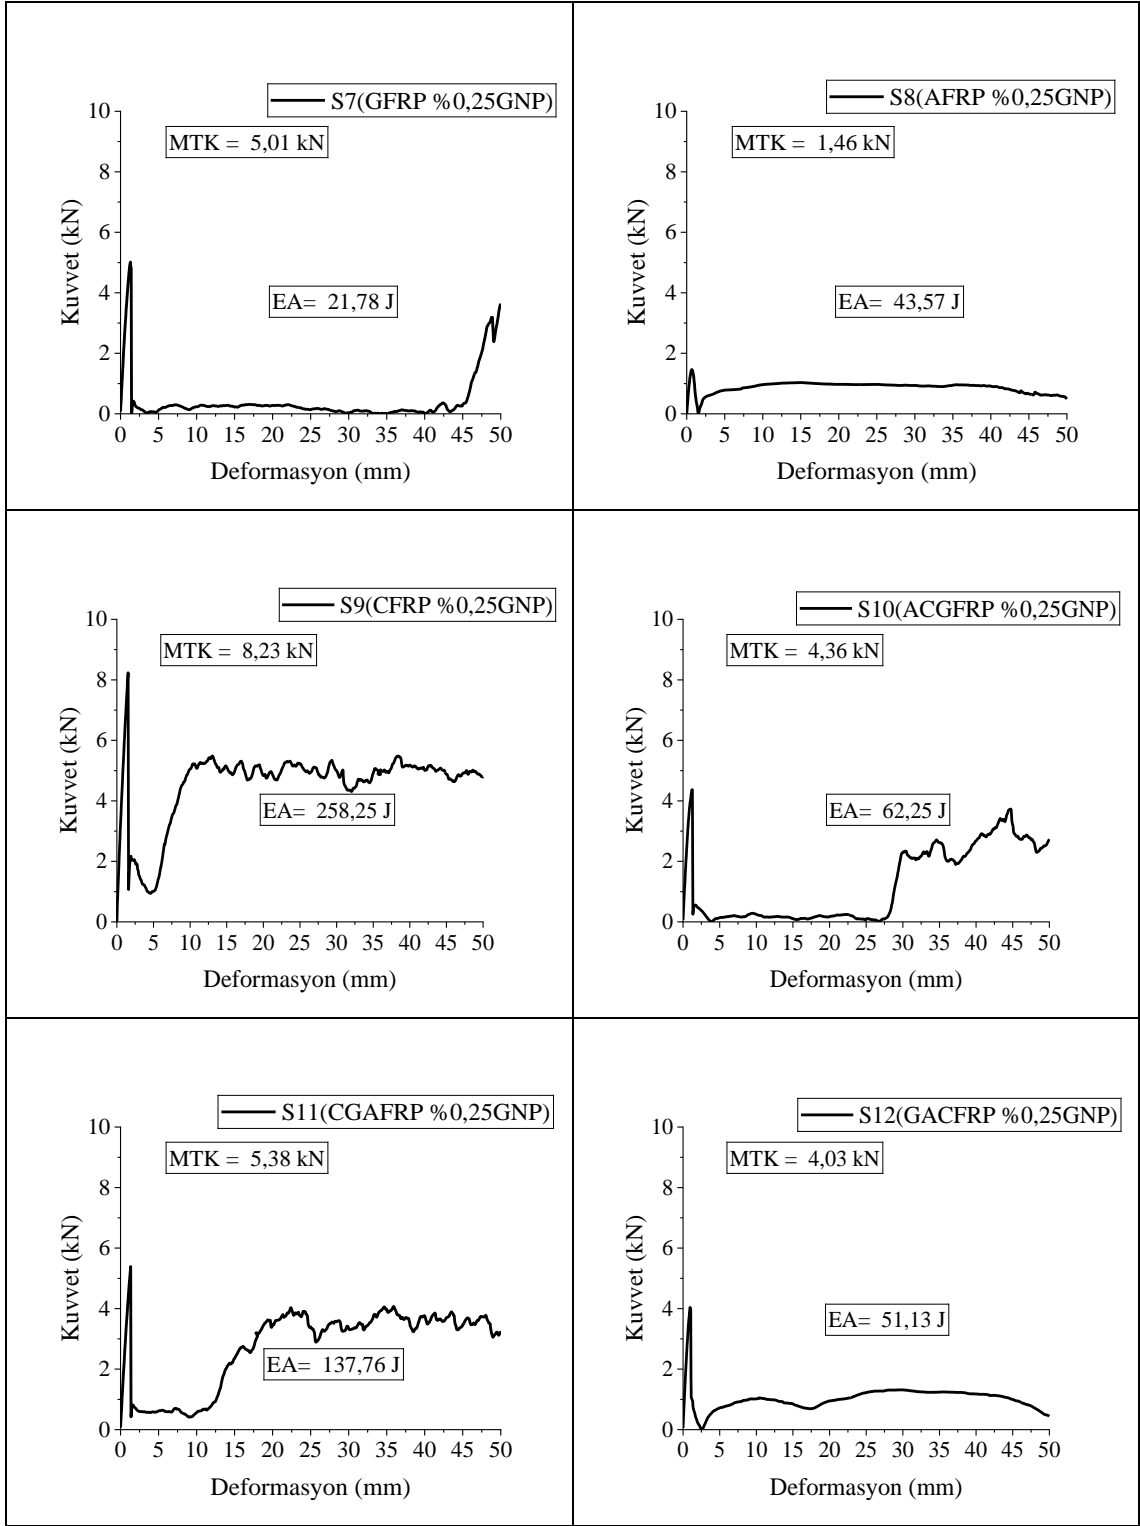 S7(GFRP %0,25GNP)
MTK = 5,01 kN
EA= 21,78 J
Kuvvet (kN)
10
8
6
4
2
0
0 5 10 15 20 25 30 35 40 45 50
Deformasyon (mm)
S8(AFRP %0,25GNP)
MTK = 1,46 kN
EA= 43,57 J
Kuvvet (kN)
10
8
6
4
2
0
0 5 10 15 20 25 30 35 40 45 50
Deformasyon (mm)
S9(CFRP %0,25GNP)
MTK = 8,23 kN
EA= 258,25 J
Kuvvet (kN)
10
8
6
4
2
0
0 5 10 15 20 25 30 35 40 45 50
Deformasyon (mm)
S10(ACGFRP %0,25GNP)
MTK = 4,36 kN
EA= 62,25 J
Kuvvet (kN)
10
8
6
4
2
0
0 5 10 15 20 25 30 35 40 45 50
Deformasyon (mm)
S11(CGAFRP %0,25GNP)
MTK = 5,38 kN
EA= 137,76 J
Kuvvet (kN)
10
8
6
4
2
0
0 5 10 15 20 25 30 35 40 45 50
Deformasyon (mm)
S12(GACFRP %0,25GNP)
MTK = 4,03 kN
EA= 51,13 J
Kuvvet (kN)
10
8
6
4
2
0
0 5 10 15 20 25 30 35 40 45 50
Deformasyon (mm)